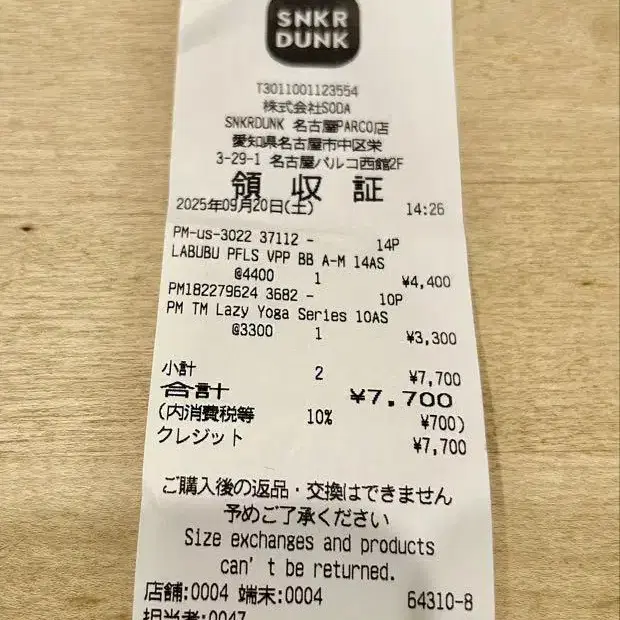 SNKR
DUNK
T3011001123554
株式会社SODA
SNKRDUNK 名古屋PARCO店
愛知県名古屋市中区栄
3-29-1 名古屋パルコ西館2F
領収証
2025年09月20日(土) 14:26
PM-us-3022 37112 - 14P
LABUBU PFLS VPP BB A-M 14AS
@4400 1 ¥4,400
PM182279624 3682 - 10P
PM TM Lazy Yoga Series 10AS
@3300 1 ¥3,300
小計 2 ¥7,700
合計 ¥7,700
(内消費税等 10% ¥700)
クレジット ¥7,700
ご購入後の返品・交換はできません
予めご了承ください
Size exchanges and products
can't be returned.
店舗:0004 端末:0004 64310-8
担当者:0047